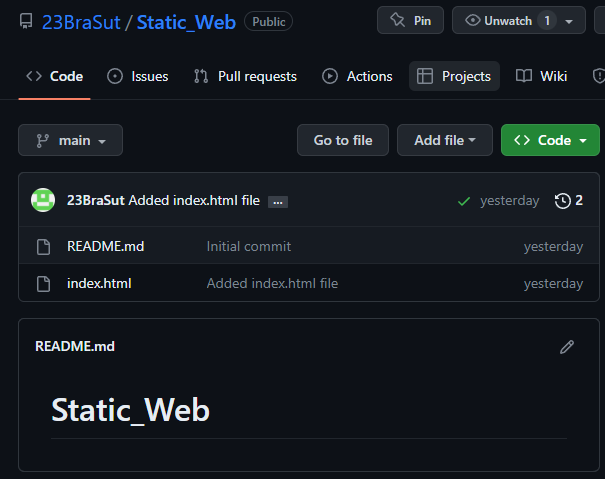 23BraSut / Static_Web Public Pin Unwatch 1
Code Issues Pull requests Actions Projects Wiki
main Go to file Add file Code
23BraSut Added index.html file ... yesterday 2
README.md Initial commit yesterday
index.html Added index.html file yesterday
README.md
Static_Web